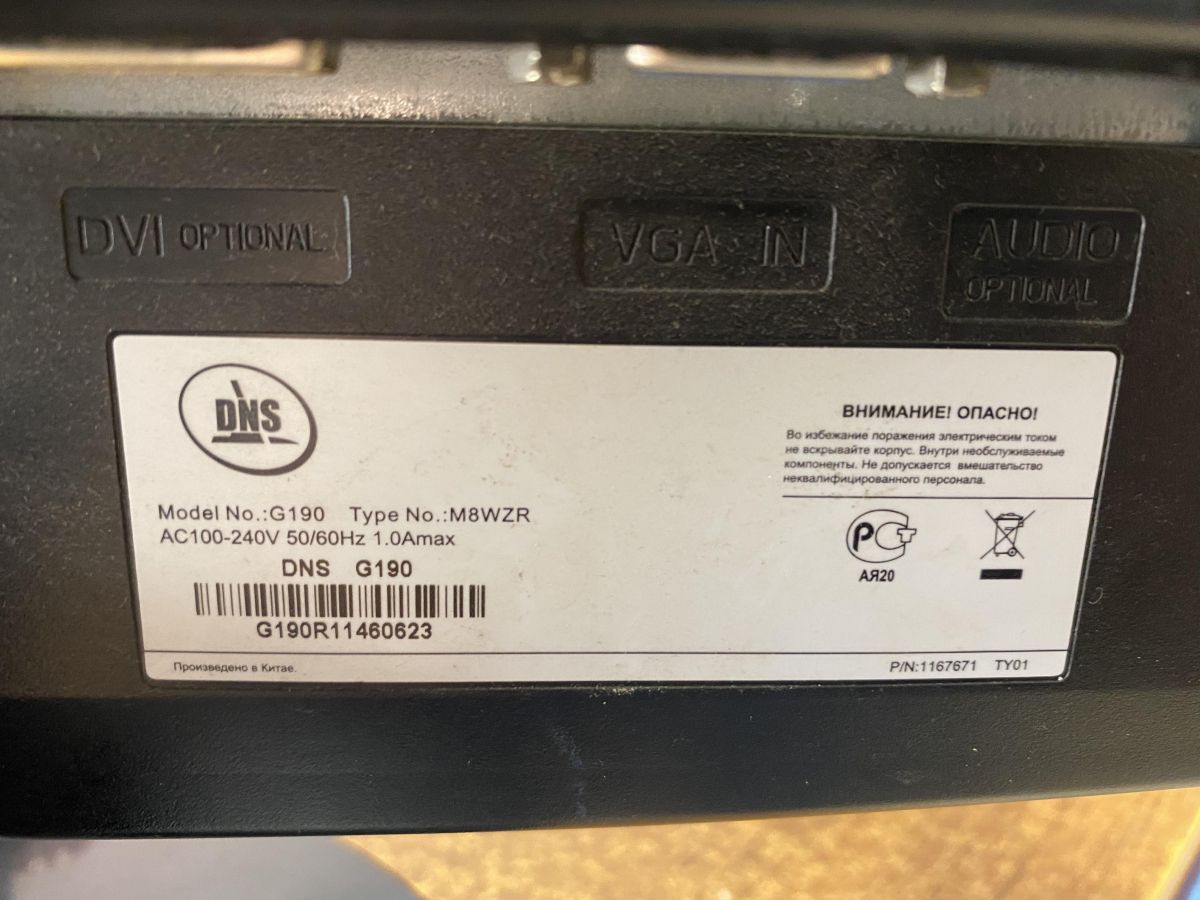 DVI OPTIONAL
VGA IN
AUDIO
OPTIONAL
DNS
ВНИМАНИЕ! ОПАСНО!
Во избежание поражения электрическим током
не вскрывайте корпус. Внутри необслуживаемые
компоненты. Не допускается вмешательство
неквалифицированного персонала.
Model No.:G190 Type No.:M8WZR
AC100-240V 50/60Hz 1.0Amax
DNS G190
G190R11460623
РСТ
АЯ20
Произведено в Китае.
P/N:1167671 TY01